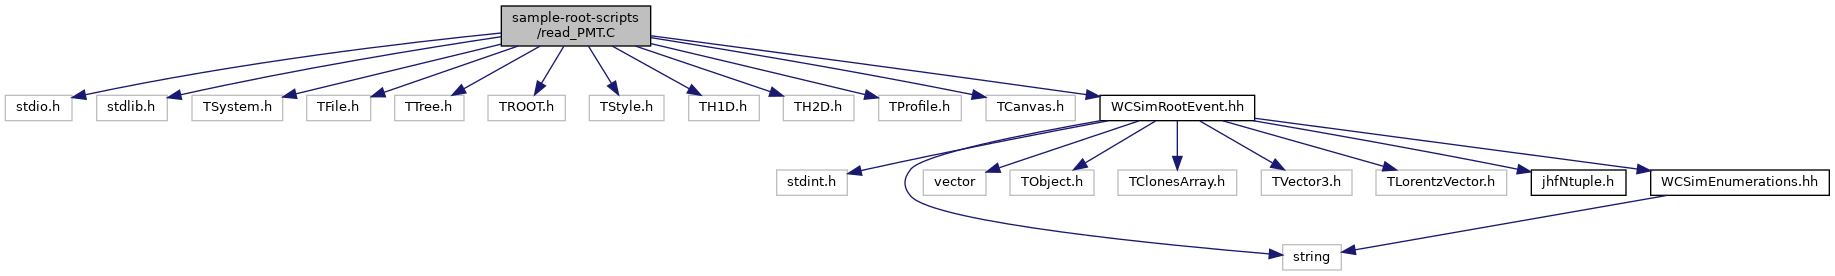 sample-root-scripts
/read_PMT.C
stdio.h
stdlib.h
TSystem.h
TFile.h
TTree.h
TROOT.h
TStyle.h
TH1D.h
TH2D.h
TProfile.h
TCanvas.h
WCSimRootEvent.hh
stdint.h
vector
TObject.h
TClonesArray.h
TVector3.h
TLorentzVector.h
jhfNtuple.h
WCSimEnumerations.hh
string